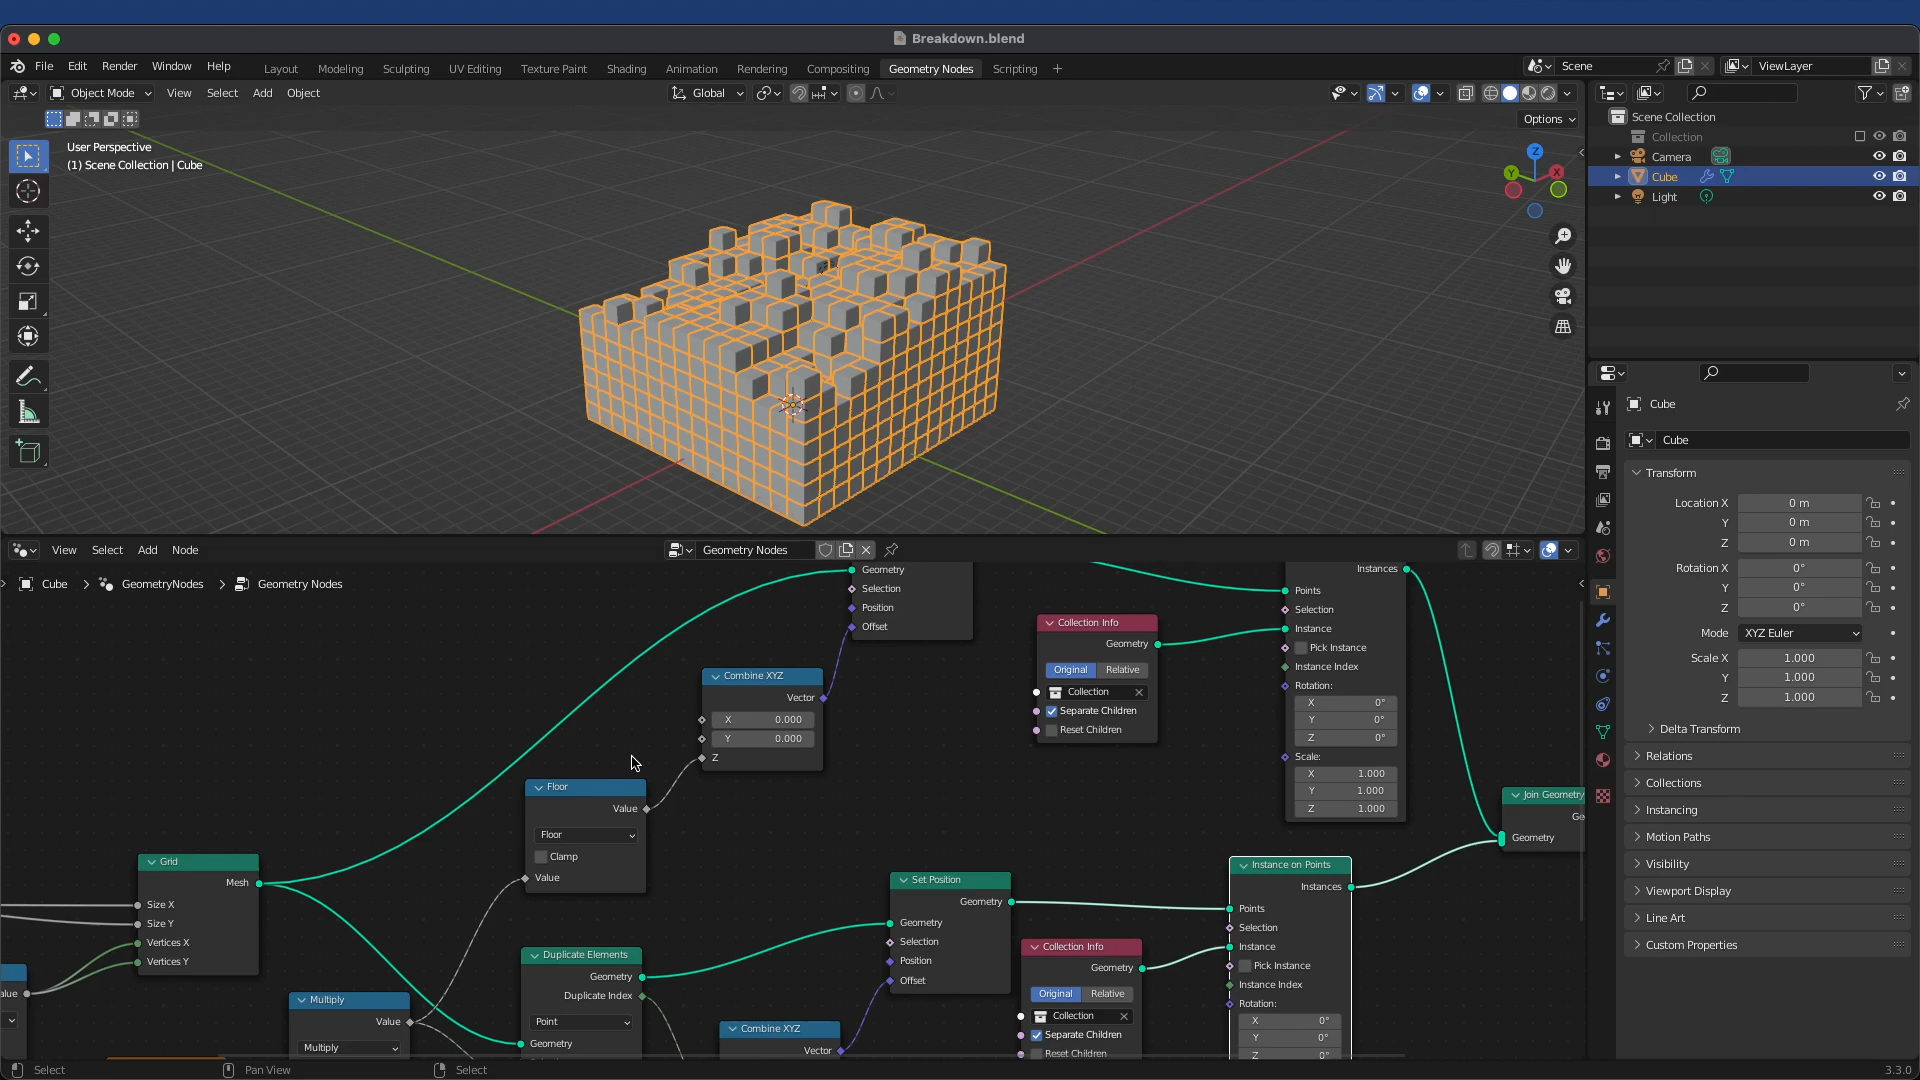 Breakdown.blend
File Edit Render Window Help
Layout Modeling Sculpting UV Editing Texture Paint Shading Animation Rendering Compositing Geometry Nodes Scripting +
Scene
ViewLayer
Object Mode View Select Add Object
Global
Options
User Perspective
(1) Scene Collection | Cube
Z
Y
X
Scene Collection
Collection
Camera
Cube
Light
View Select Add Node
Geometry Nodes
Cube > GeometryNodes > Geometry Nodes
Geometry
Selection
Position
Offset
Combine XYZ
Vector
X 0.000
Y 0.000
Z
Floor
Value
Floor
Clamp
Value
Grid
Mesh
Size X
Size Y
Vertices X
Vertices Y
alue
Multiply
Value
Multiply
Duplicate Elements
Geometry
Duplicate Index
Point
Geometry
Combine XYZ
Vector
Set Position
Geometry
Geometry
Selection
Position
Offset
Collection Info
Geometry
Original Relative
Collection
Separate Children
Reset Children
Collection Info
Geometry
Original Relative
Collection
Separate Children
Reset Children
Instances
Points
Selection
Instance
Pick Instance
Instance Index
Rotation:
X 0°
Y 0°
Z 0°
Scale:
X 1.000
Y 1.000
Z 1.000
Instance on Points
Instances
Points
Selection
Instance
Pick Instance
Instance Index
Rotation:
X 0°
Y 0°
Z 0°
Join Geometry
Ge
Geometry
Cube
Cube
Transform
Location X 0 m
Y 0 m
Z 0 m
Rotation X 0°
Y 0°
Z 0°
Mode XYZ Euler
Scale X 1.000
Y 1.000
Z 1.000
Delta Transform
Relations
Collections
Instancing
Motion Paths
Visibility
Viewport Display
Line Art
Custom Properties
Select
Pan View
Select
3.3.0